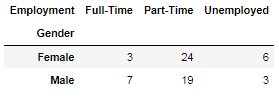 Employment Full-Time Part-Time Unemployed
Gender
Female 3 24 6
Male 7 19 3